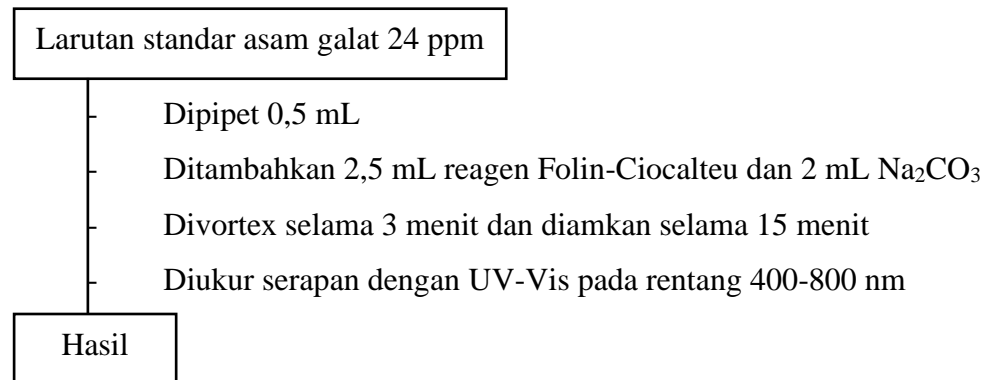 Larutan standar asam galat 24 ppm
- Dipipet 0,5 mL
- Ditambahkan 2,5 mL reagen Folin-Ciocalteu dan 2 mL Na₂CO₃
- Divortex selama 3 menit dan diamkan selama 15 menit
- Diukur serapan dengan UV-Vis pada rentang 400-800 nm
Hasil